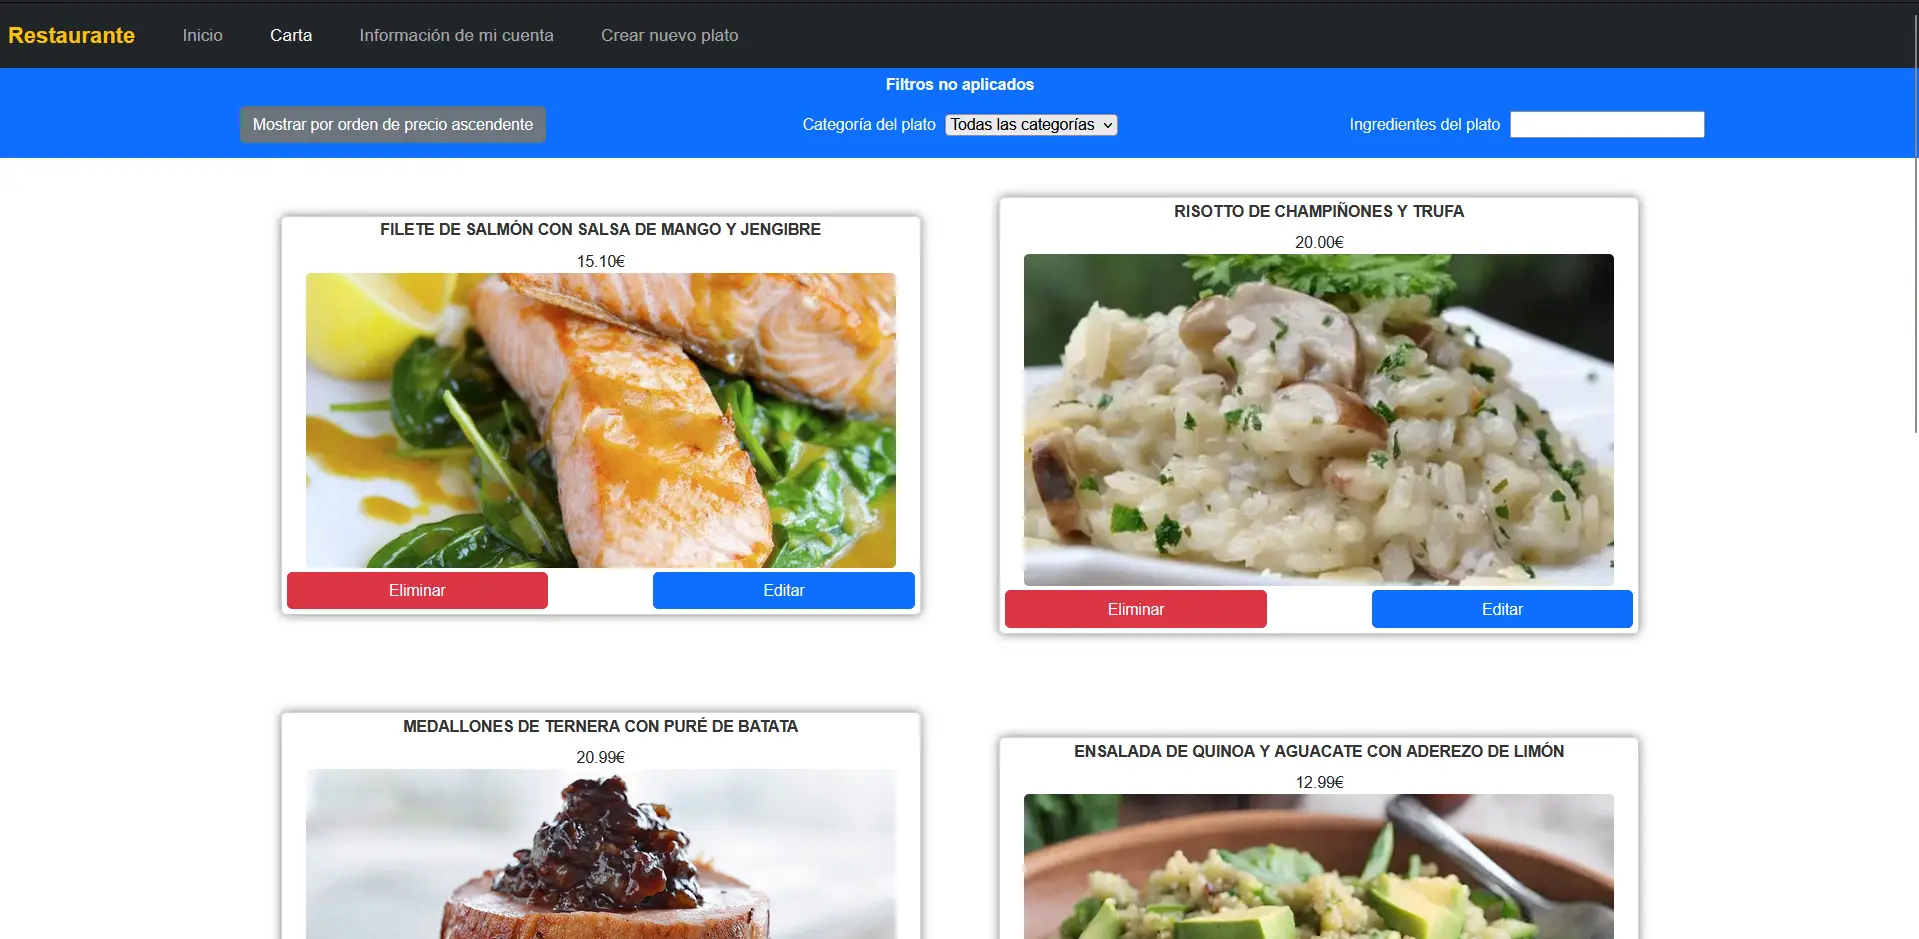 Restaurante
Inicio
Carta
Información de mi cuenta
Crear nuevo plato
Filtros no aplicados
Mostrar por orden de precio ascendente
Categoría del plato
Todas las categorías
Ingredientes del plato
FILETE DE SALMÓN CON SALSA DE MANGO Y JENGIBRE
15.10€
Eliminar
Editar
RISOTTO DE CHAMPIÑONES Y TRUFA
20.00€
Eliminar
Editar
MEDALLONES DE TERNERA CON PURÉ DE BATATA
20.99€
ENSALADA DE QUINOA Y AGUACATE CON ADEREZO DE LIMÓN
12.99€